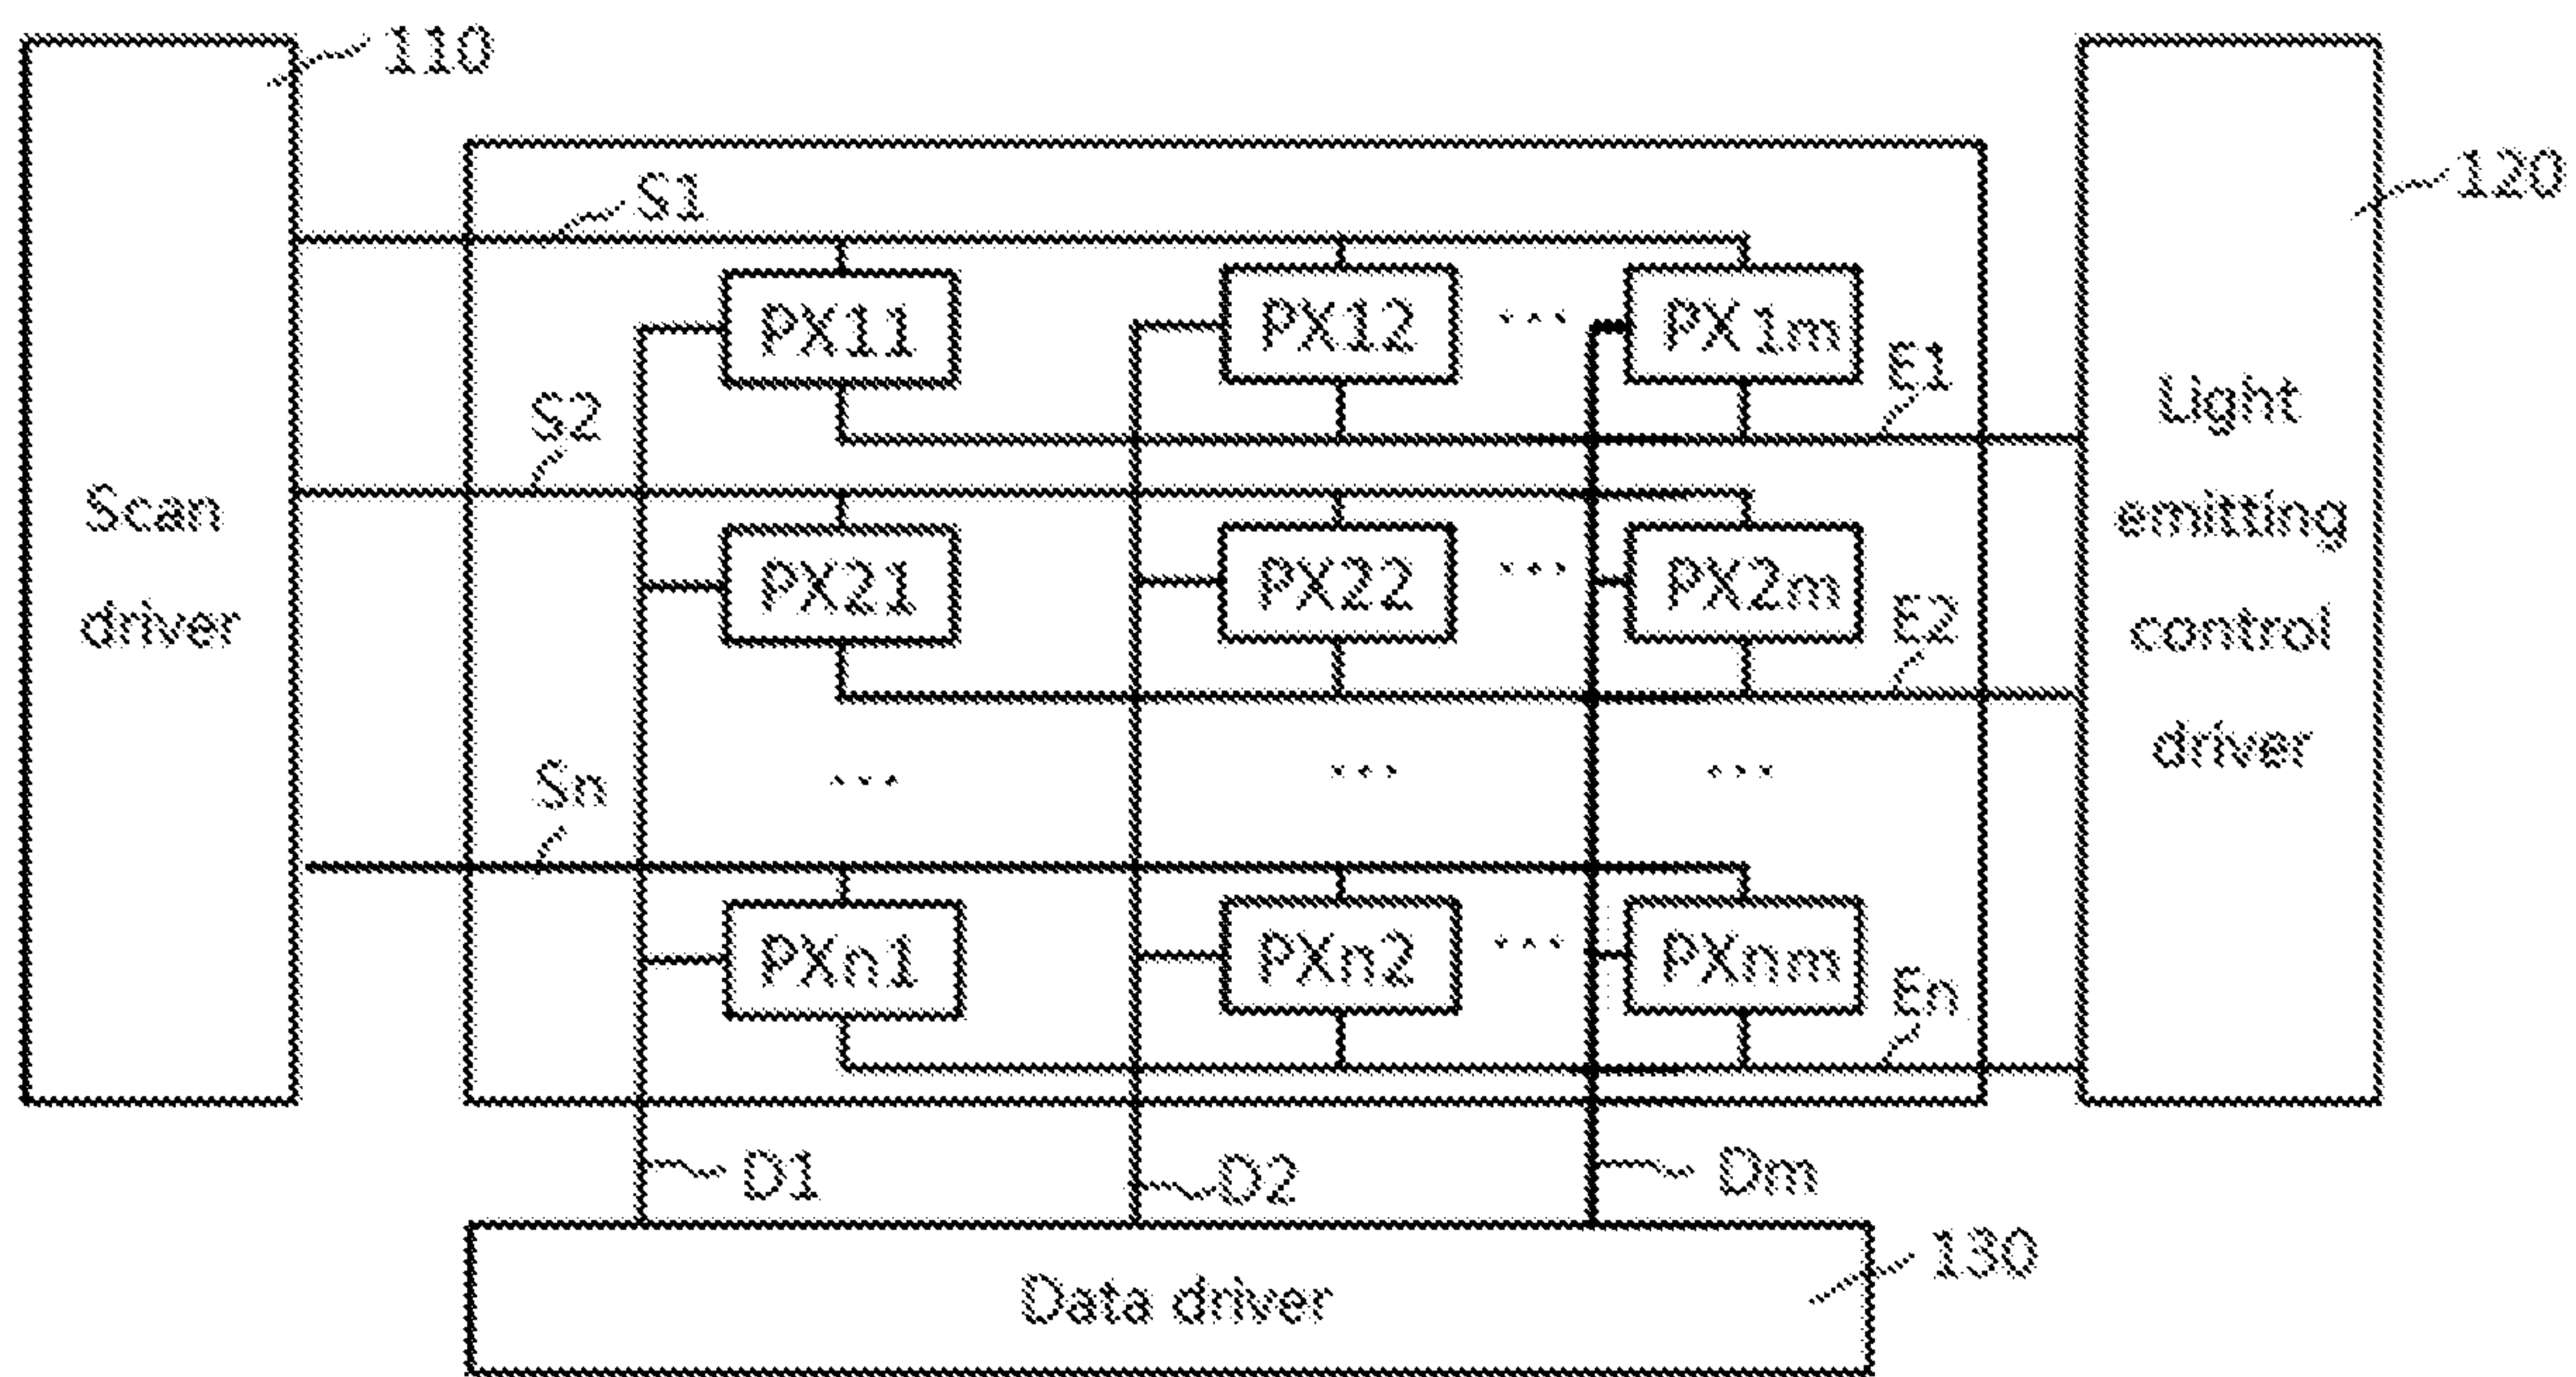 110
120
S1
PX11
PX12
...
PX1m
E1
S2
Scan
driver
Light
emitting
control
driver
PX21
PX22
...
PX2m
E2
...
...
...
Sn
PXn1
PXn2
...
PXnm
En
D1
D2
Dm
130
Data driver